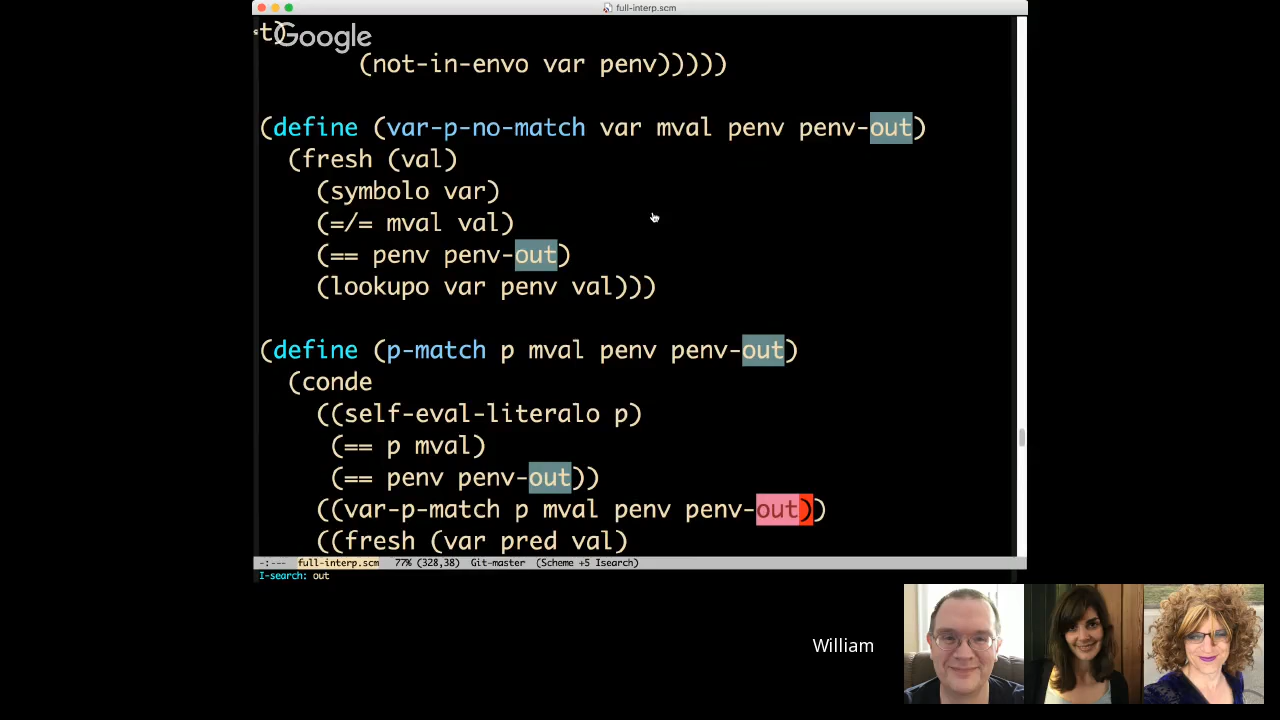 full-interp.scm
t)
Google
(not-in-envo var penv)))))
(define (var-p-no-match var mval penv penv-out)
(fresh (val)
(symbolo var)
(=/= mval val)
(== penv penv-out)
(lookupo var penv val)))
(define (p-match p mval penv penv-out)
(conde
((self-eval-literalo p)
(== p mval)
(== penv penv-out))
((var-p-match p mval penv penv-out))
((fresh (var pred val)
-:--- full-interp.scm 77% (328,38) Git-master (Scheme +5 Isearch)
I-search: out
William